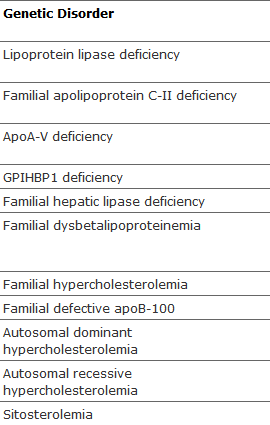 Genetic Disorder
Lipoprotein lipase deficiency
Familial apolipoprotein C-II deficiency
ApoA-V deficiency
GPIHBP1 deficiency
Familial hepatic lipase deficiency
Familial dysbetalipoproteinemia
Familial hypercholesterolemia
Familial defective apoB-100
Autosomal dominant
hypercholesterolemia
Autosomal recessive
hypercholesterolemia
Sitosterolemia